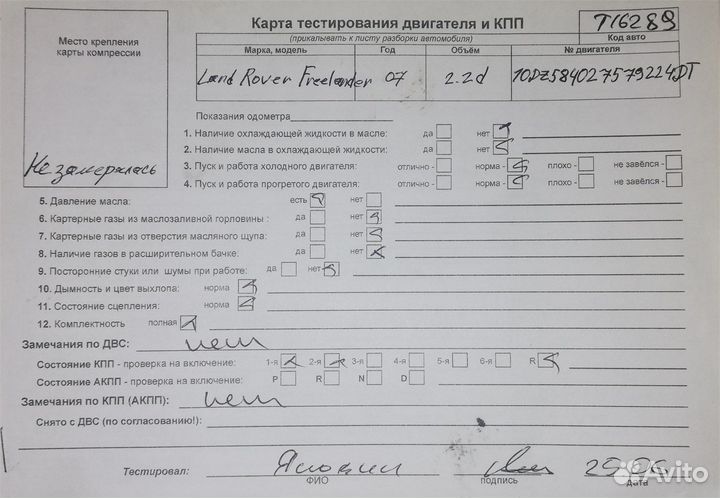 Карта тестирования двигателя и КПП
(прикалывать к листу разборки автомобиля)
T16289
Код авто
Место крепления
карты компрессии
Не замерялась
Марка, модель Год Объём № двигателя
Land Rover Freelander 07 2.2d 10DZ584027579224DT
Показания одометра
1. Наличие охлаждающей жидкости в масле: да нет
2. Наличие масла в охлаждающей жидкости: да нет
3. Пуск и работа холодного двигателя: отлично - норма - плохо - не завёлся -
4. Пуск и работа прогретого двигателя: отлично - норма - плохо - не завёлся -
5. Давление масла: есть нет
6. Картерные газы из маслозаливной горловины : да нет
7. Картерные газы из отверстия масляного щупа: да нет
8. Наличие газов в расширительном бачке: да нет
9. Посторонние стуки или шумы при работе: да нет
10. Дымность и цвет выхлопа: норма
11. Состояние сцепления: норма
12. Комплектность полная
Замечания по ДВС: нет
Состояние КПП - проверка на включение: 1-я 2-я 3-я 4-я 5-я 6-я R
Состояние АКПП - проверка на включение: P R N D
Замечания по КПП (АКПП): нет
Снято с ДВС (по согласованию!):
Тестировал:
ФИО подпись дата
Avito